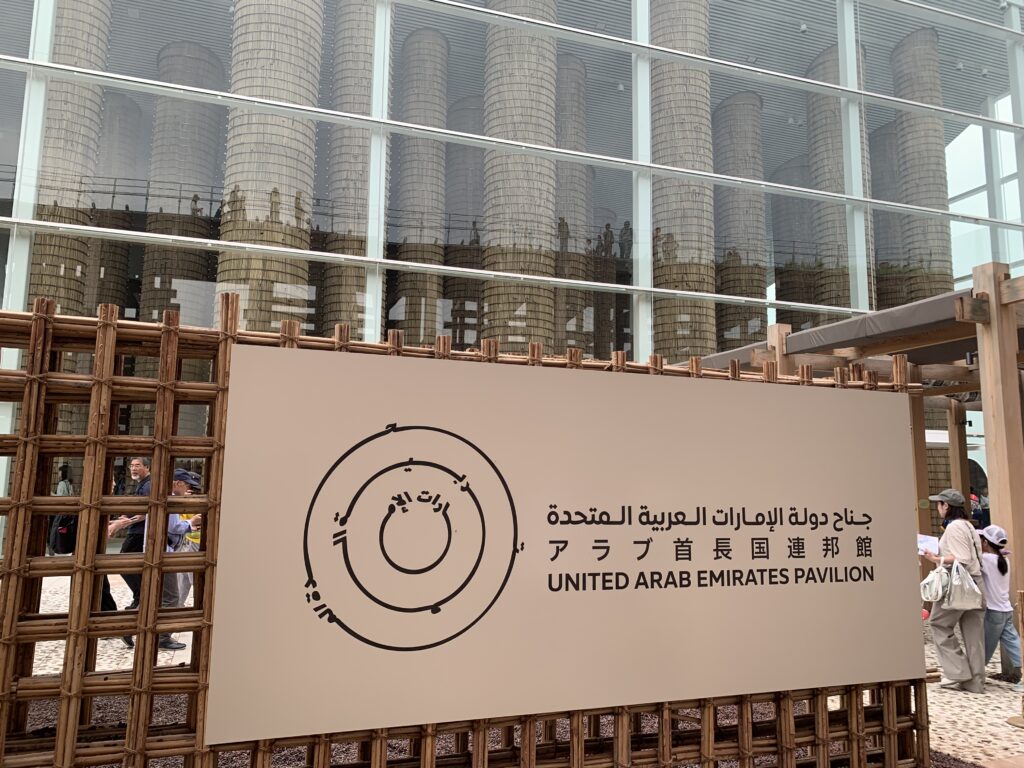 جناح دولة الإمارات العربية المتحدة
アラブ首長国連邦館
UNITED ARAB EMIRATES PAVILION